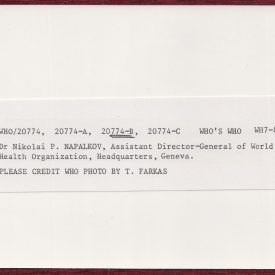 WHO/20774, 20774-A, 20774-B, 20774-C WHO'S WHO
Dr Nikolai P. NAPALKOV, Assistant Director-General of World
Health Organization, Headquarters, Geneva.
PLEASE CREDIT WHO PHOTO BY T. FARKAS